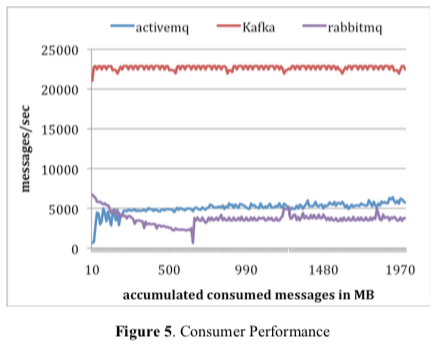 activemq Kafka rabbitmq
25000
20000
15000
10000
5000
0
messages/sec
10 500 990 1480 1970
accumulated consumed messages in MB
Figure 5. Consumer Performance